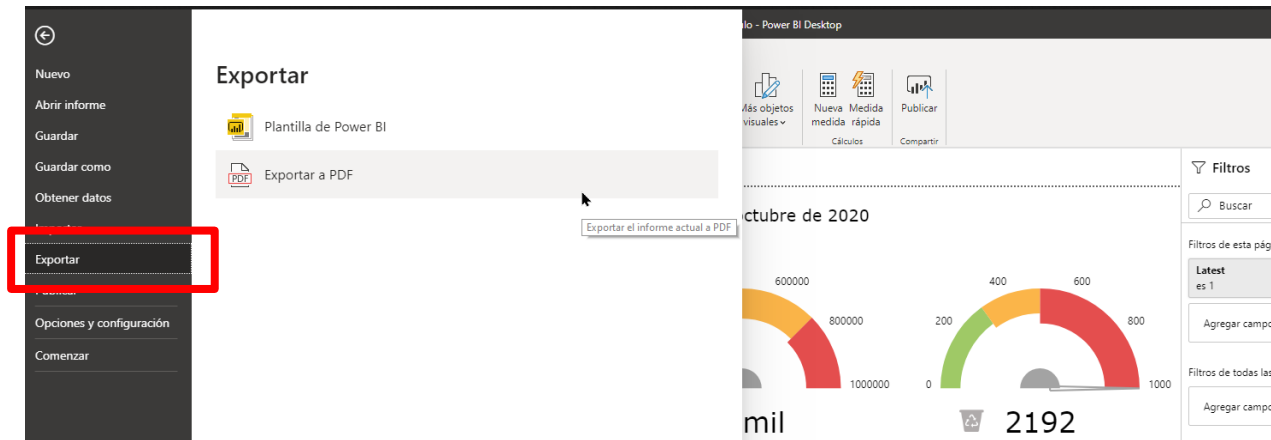 lo - Power BI Desktop
Nuevo
Abrir informe
Guardar
Guardar como
Obtener datos
Importar
Exportar
Publicar
Opciones y configuración
Comenzar
Exportar
Plantilla de Power BI
PDF
Exportar a PDF
Exportar el informe actual a PDF
Más objetos
visuales
Nueva
medida
Medida
rápida
Publicar
Cálculos
Compartir
ctubre de 2020
600000
800000
1000000
mil
0
200
400
600
800
1000
2192
Filtros
Buscar
Filtros de esta pág
Latest
es 1
Agregar campo
Filtros de todas las
Agregar campo